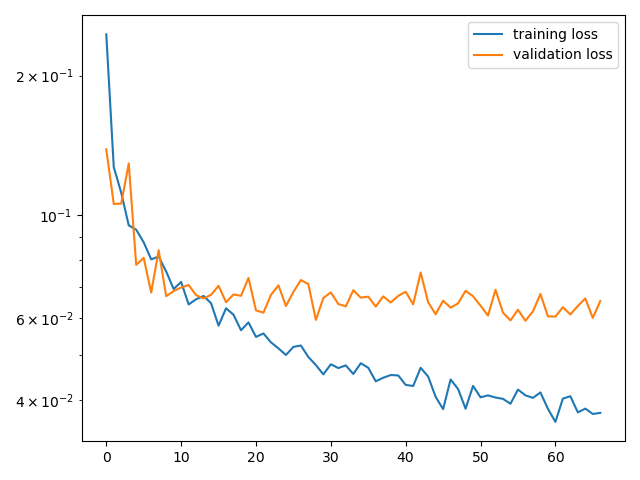 training loss
validation loss
2 × 10⁻¹
10⁻¹
6 × 10⁻²
4 × 10⁻²
0 10 20 30 40 50 60